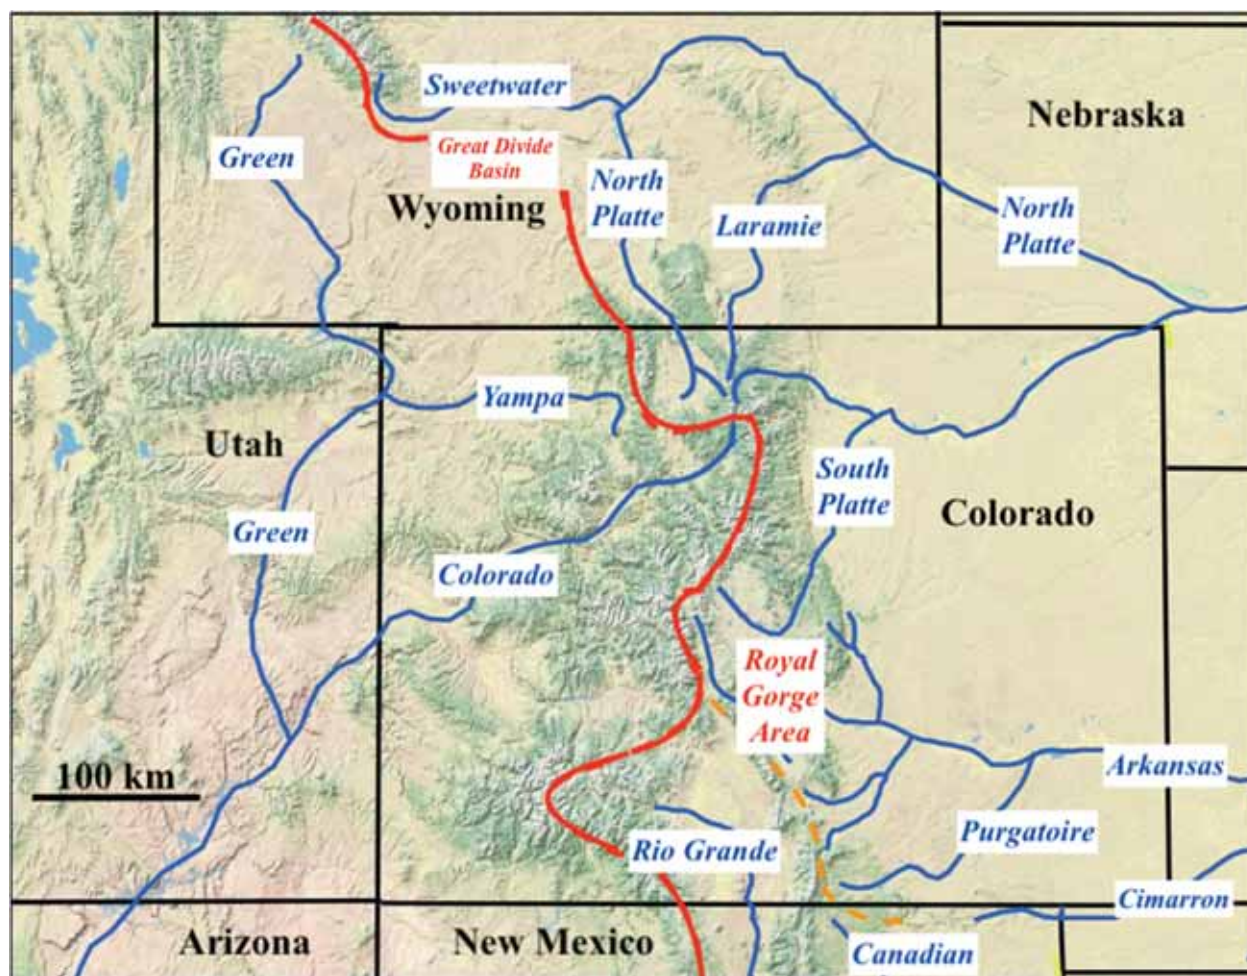 Sweetwater
Nebraska
Green
Great Divide
Basin
North
Platte
Wyoming
Laramie
North
Platte
Yampa
Utah
South
Platte
Colorado
Green
Colorado
Royal
Gorge
Area
100 km
Arkansas
Purgatoire
Rio Grande
Cimarron
Arizona
New Mexico
Canadian